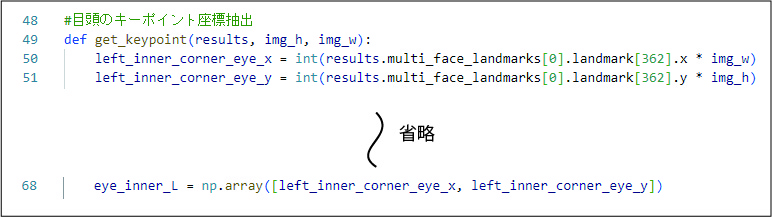 48 #目頭のキーポイント座標抽出
49 def get_keypoint(results, img_h, img_w):
50 left_inner_corner_eye_x = int(results.multi_face_landmarks[0].landmark[362].x * img_w)
51 left_inner_corner_eye_y = int(results.multi_face_landmarks[0].landmark[362].y * img_h)
省略
68 eye_inner_L = np.array([left_inner_corner_eye_x, left_inner_corner_eye_y])